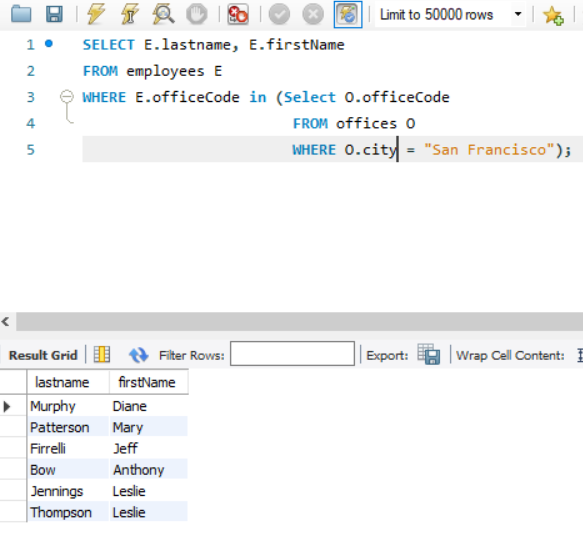 Limit to 50000 rows
1 SELECT E.lastname, E.firstName
2 FROM employees E
3 WHERE E.officeCode in (Select O.officeCode
4 FROM offices O
5 WHERE O.city = "San Francisco");
Result Grid Filter Rows: Export: Wrap Cell Content:
lastname firstName
Murphy Diane
Patterson Mary
Firrelli Jeff
Bow Anthony
Jennings Leslie
Thompson Leslie